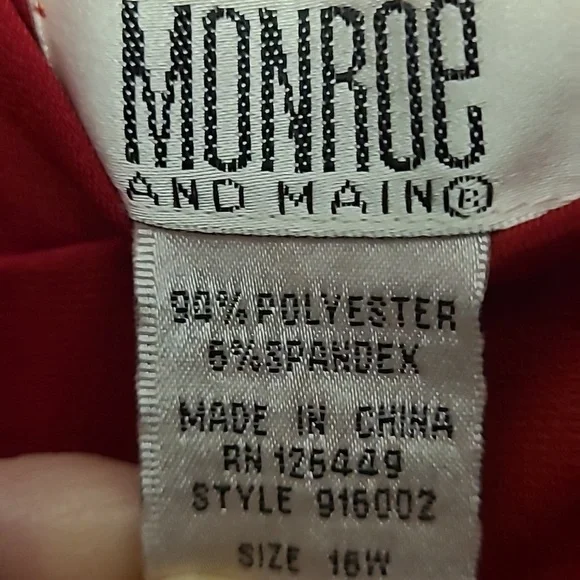 MONROE
AND MAIN®
94% POLYESTER
6% SPANDEX
MADE IN CHINA
RN 125449
STYLE 916002
SIZE 16W